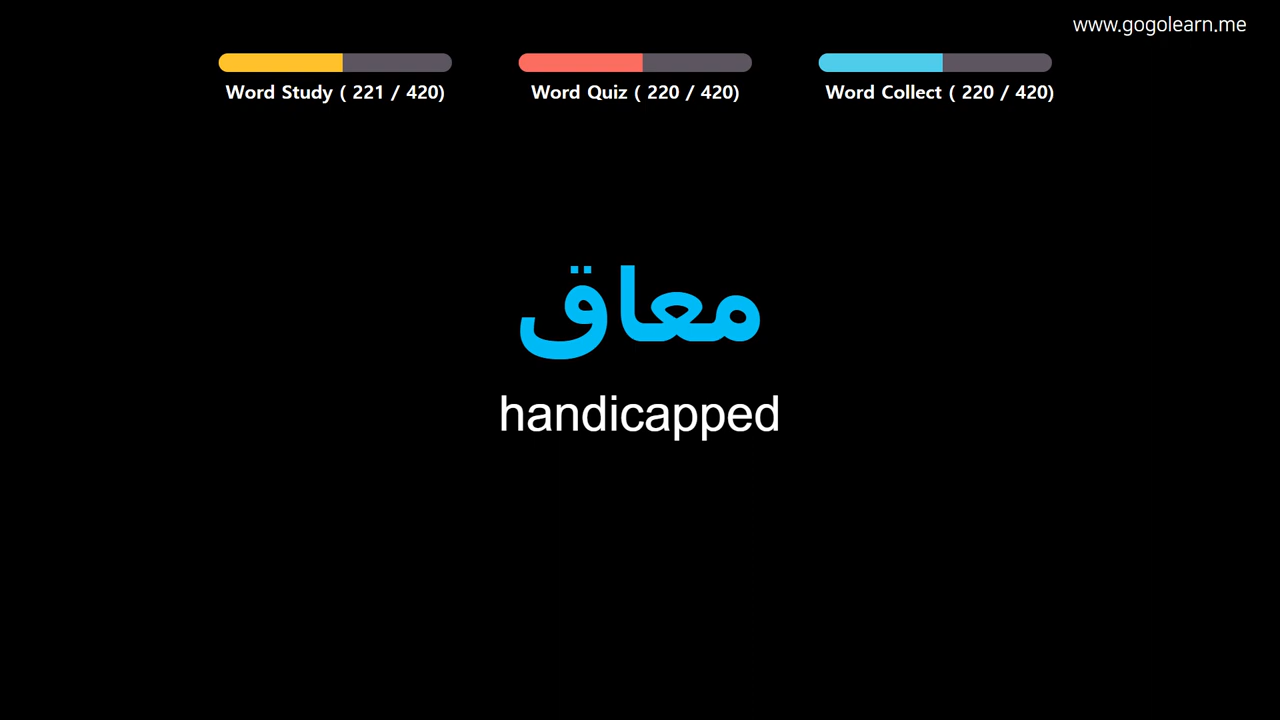 www.gogolearn.me
Word Study ( 221 / 420)
Word Quiz ( 220 / 420)
Word Collect ( 220 / 420)
معاق
handicapped